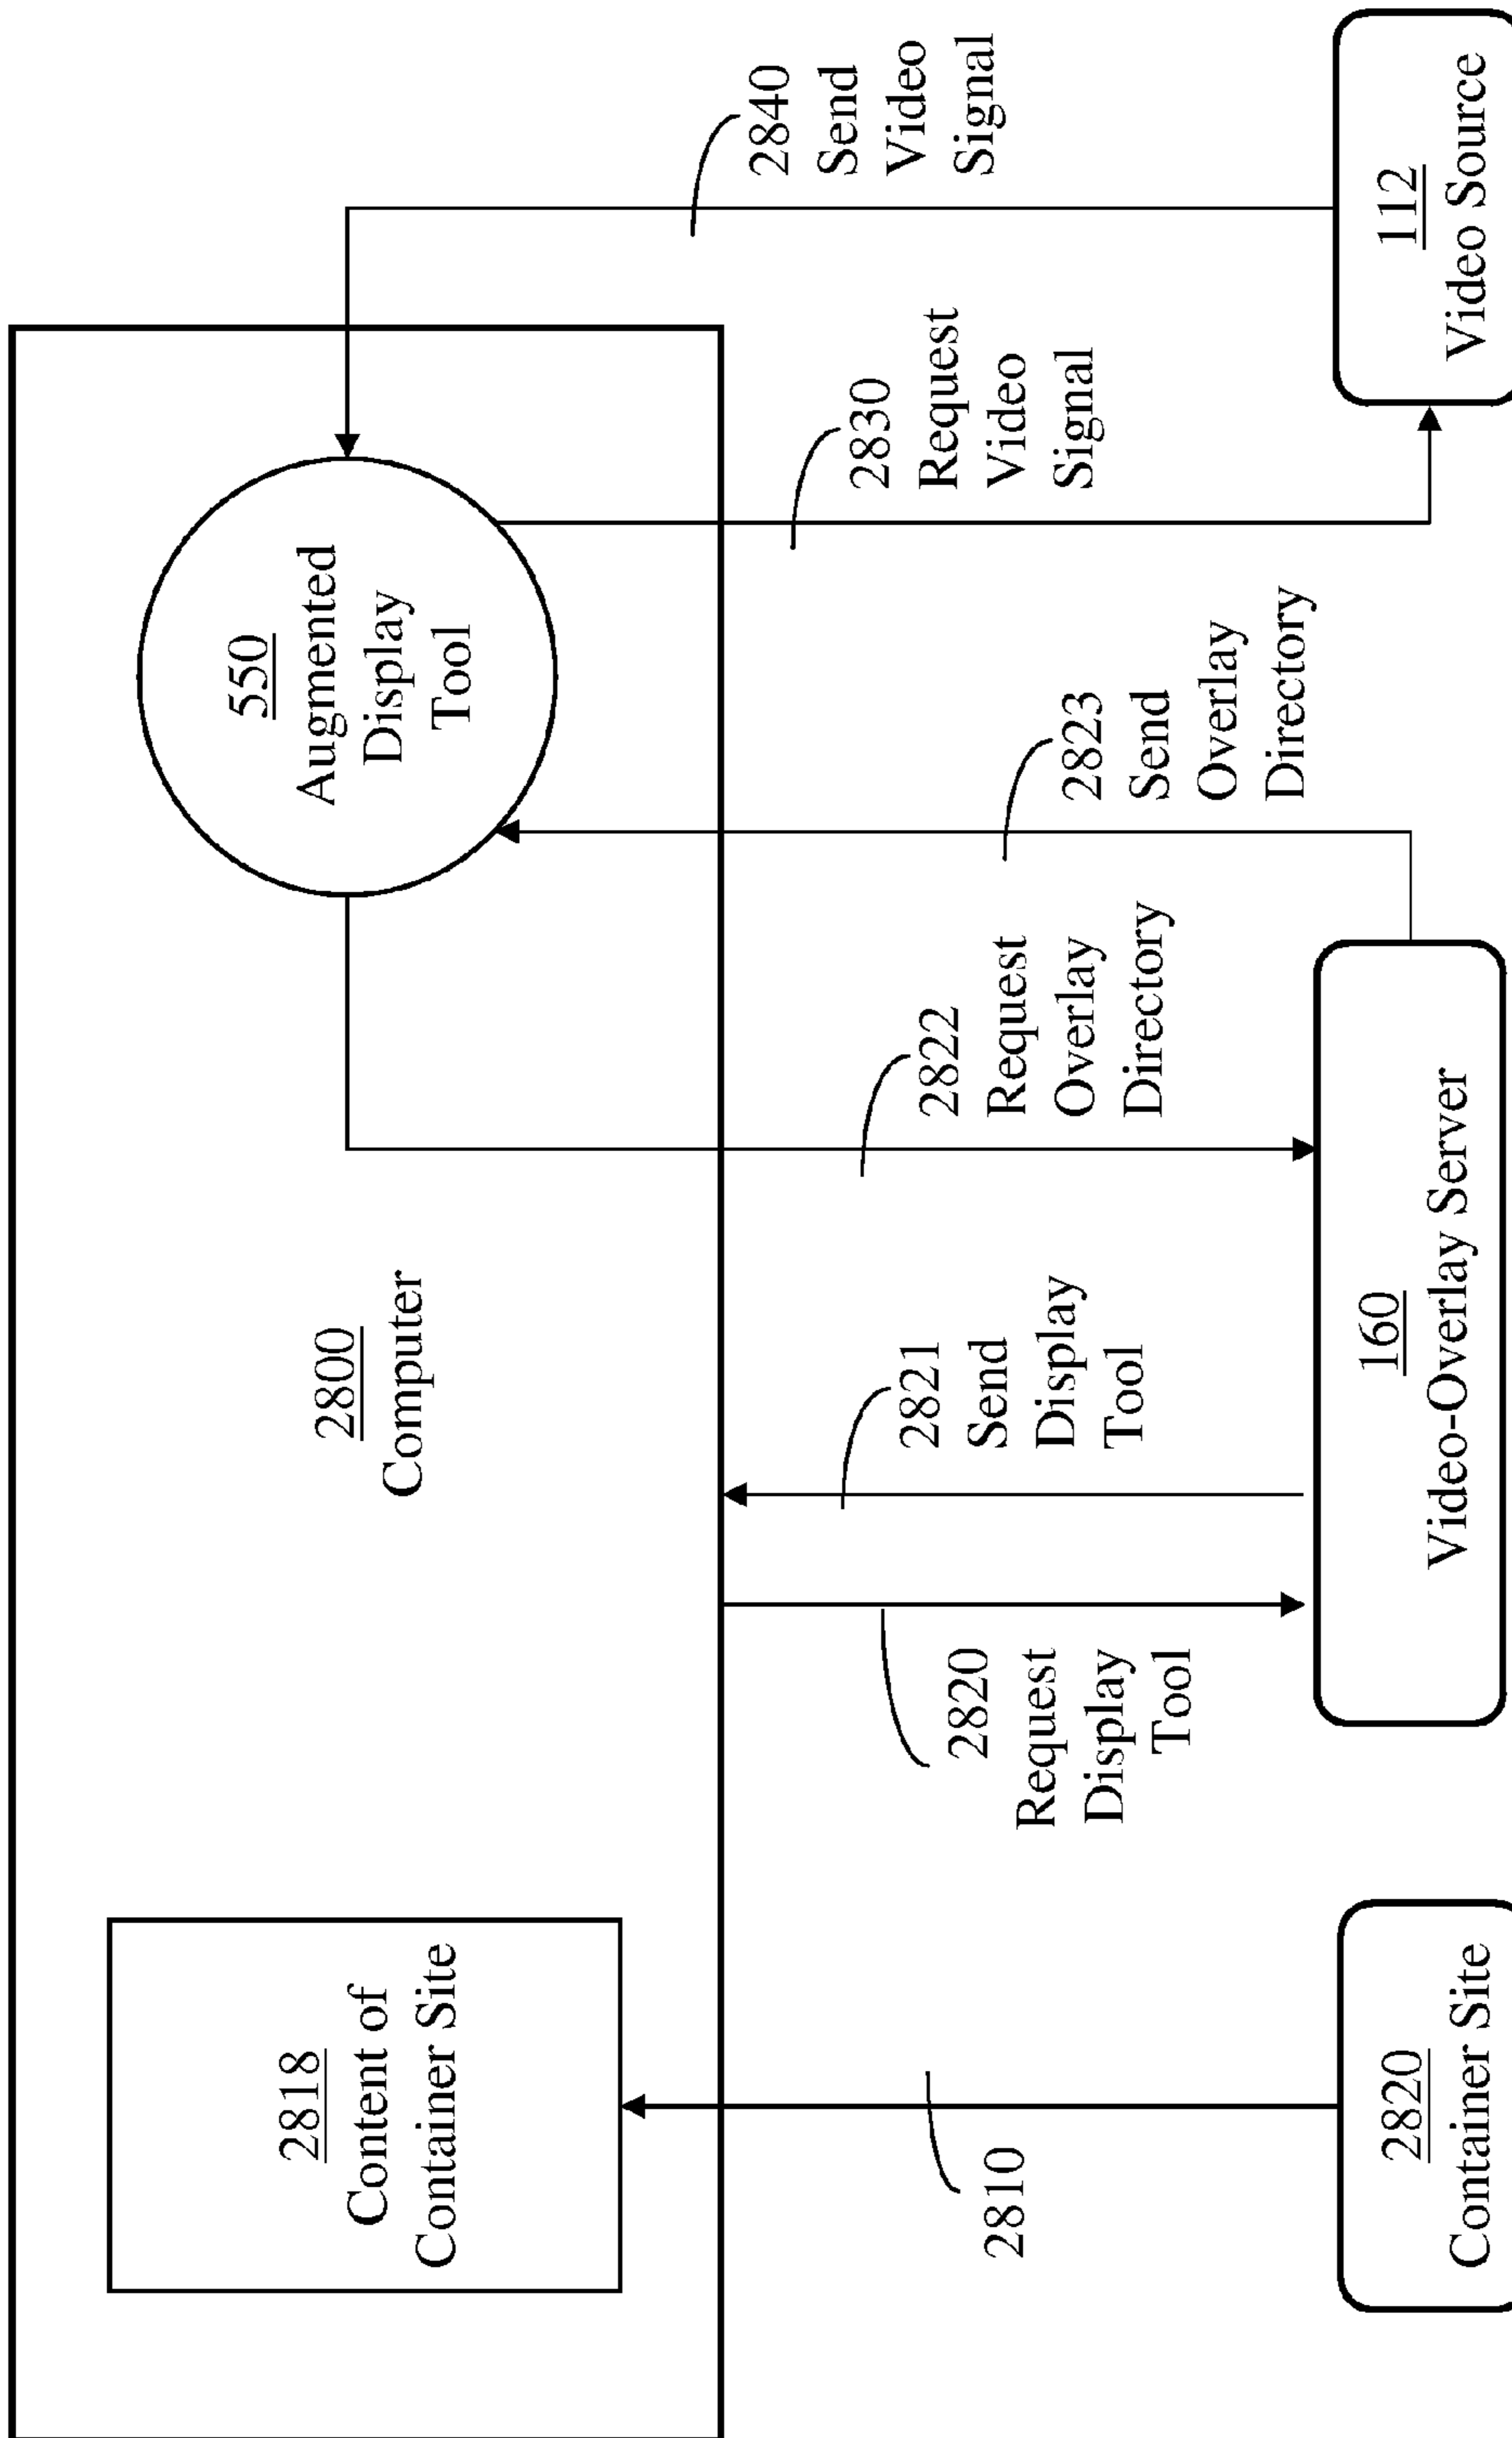 2818
Content of
Container Site
2800
Computer
550
Augmented
Display
Tool
2810
2820
Request
Display
Tool
2821
Send
Display
Tool
2822
Request
Overlay
Directory
2823
Send
Overlay
Directory
2830
Request
Video
Signal
2840
Send
Video
Signal
2820
Container Site
160
Video-Overlay Server
112
Video Source